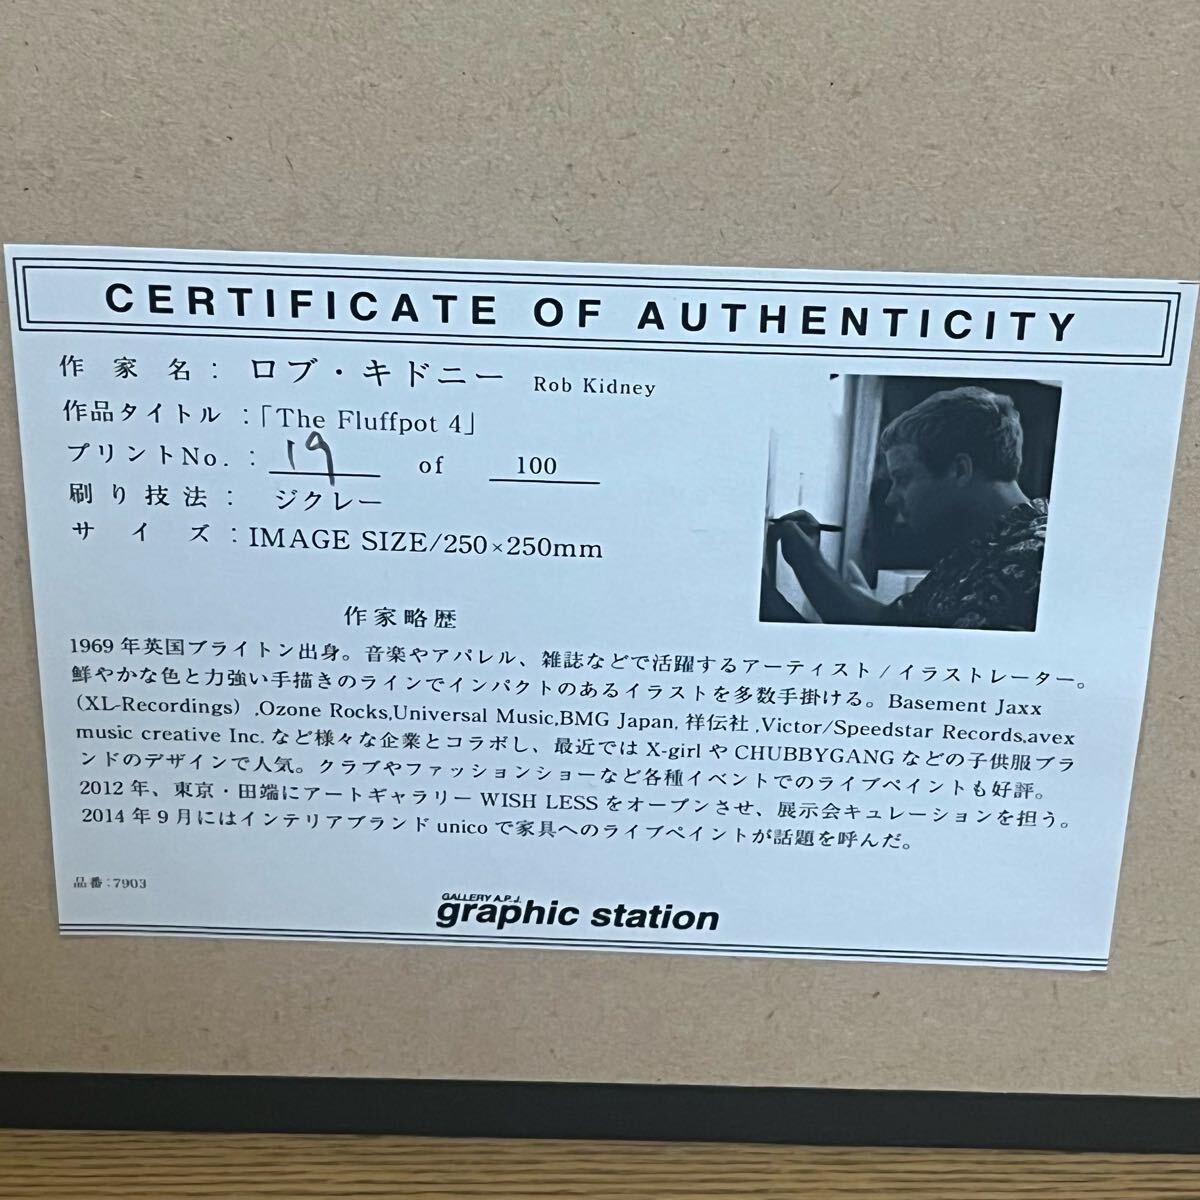 CERTIFICATE OF AUTHENTICITY
作家名：ロブ・キドニー Rob Kidney
作品タイトル：「The Fluffpot 4」
プリントNo.：19 of 100
刷り技法：ジクレー
サイズ：IMAGE SIZE/250×250mm
作家略歴
1969年英国ブライトン出身。音楽やアパレル、雑誌などで活躍するアーティスト/イラストレーター。
鮮やかな色と力強い手描きのラインでインパクトのあるイラストを多数手掛ける。Basement Jaxx
(XL-Recordings) ,Ozone Rocks,Universal Music,BMG Japan, 祥伝社 ,Victor/Speedstar Records,avex
music creative Inc. など様々な企業とコラボし、最近では X-girl や CHUBBYGANG などの子供服ブラ
ンドのデザインで人気。クラブやファッションショーなど各種イベントでのライブペイントも好評。
2012年、東京・田端にアートギャラリー WISH LESS をオープンさせ、展示会キュレーションを担う。
2014年9月にはインテリアブランド unico で家具へのライブペイントが話題を呼んだ。
品番：7903
GALLERY A.P.J.
graphic station